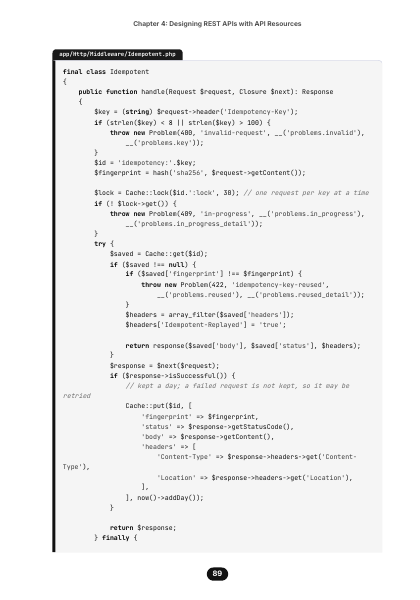 Chapter 4: Designing REST APIs with API Resources
app/Http/Middleware/Idempotent.php
final class Idempotent
{
    public function handle(Request $request, Closure $next): Response
    {
        $key = (string) $request->header('Idempotency-Key');
        if (strlen($key) < 8 || strlen($key) > 100) {
            throw new Problem(400, 'invalid-request', __('problems.invalid'),
                __('problems.key'));
        }
        $id = 'idempotency:'.$key;
        $fingerprint = hash('sha256', $request->getContent());

        $lock = Cache::lock($id.':lock', 30); // one request per key at a time
        if (! $lock->get()) {
            throw new Problem(409, 'in-progress', __('problems.in_progress'),
                __('problems.in_progress_detail'));
        }
        try {
            $saved = Cache::get($id);
            if ($saved !== null) {
                if ($saved['fingerprint'] !== $fingerprint) {
                    throw new Problem(422, 'idempotency-key-reused',
                        __('problems.reused'), __('problems.reused_detail'));
                }
                $headers = array_filter($saved['headers']);
                $headers['Idempotent-Replayed'] = 'true';

                return response($saved['body'], $saved['status'], $headers);
            }
            $response = $next($request);
            if ($response->isSuccessful()) {
                // kept a day; a failed request is not kept, so it may be
retried
                Cache::put($id, [
                    'fingerprint' => $fingerprint,
                    'status' => $response->getStatusCode(),
                    'body' => $response->getContent(),
                    'headers' => [
                        'Content-Type' => $response->headers->get('Content-
Type'),
                        'Location' => $response->headers->get('Location'),
                    ],
                ], now()->addDay());
            }

            return $response;
        } finally {
89